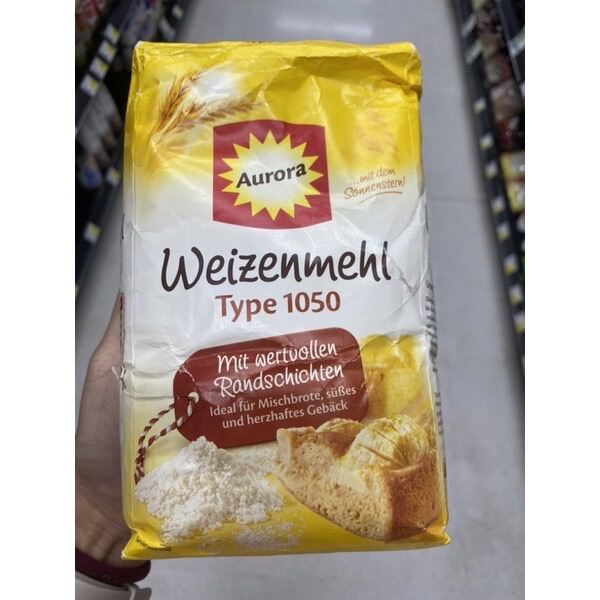 Aurora
...mit dem
Sonnenstern!
Weizenmehl
Type 1050
Mit wertvollen
Randschichten
Ideal für Mischbrote, süßes
und herzhaftes Gebäck